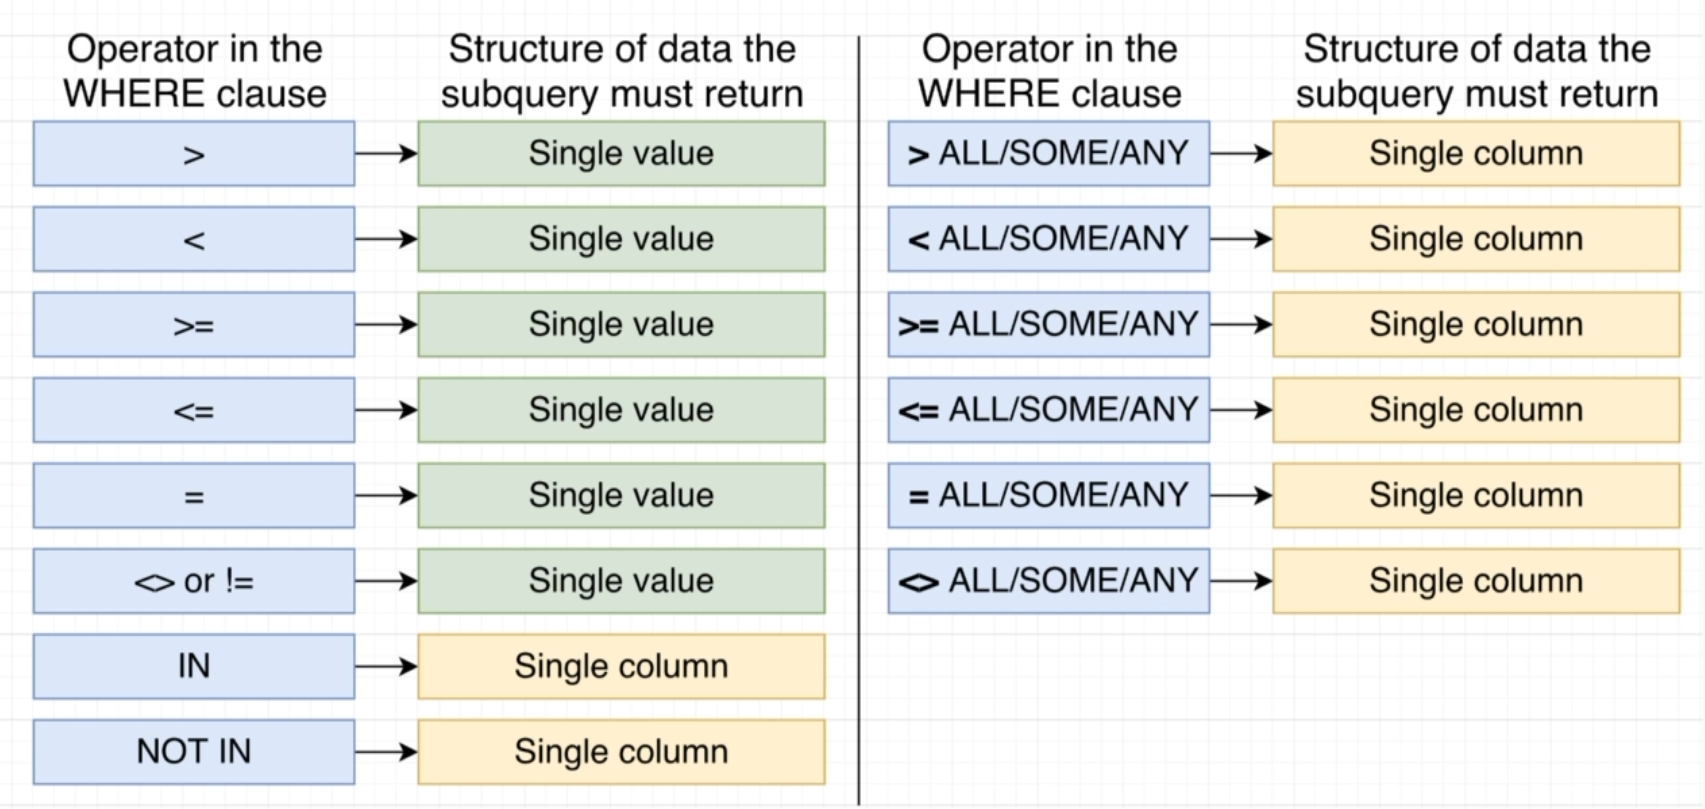 Operator in the
WHERE clause
Structure of data the
subquery must return
> Single value
< Single value
>= Single value
<= Single value
= Single value
<> or != Single value
IN Single column
NOT IN Single column
Operator in the
WHERE clause
Structure of data the
subquery must return
> ALL/SOME/ANY Single column
< ALL/SOME/ANY Single column
>= ALL/SOME/ANY Single column
<= ALL/SOME/ANY Single column
= ALL/SOME/ANY Single column
<> ALL/SOME/ANY Single column